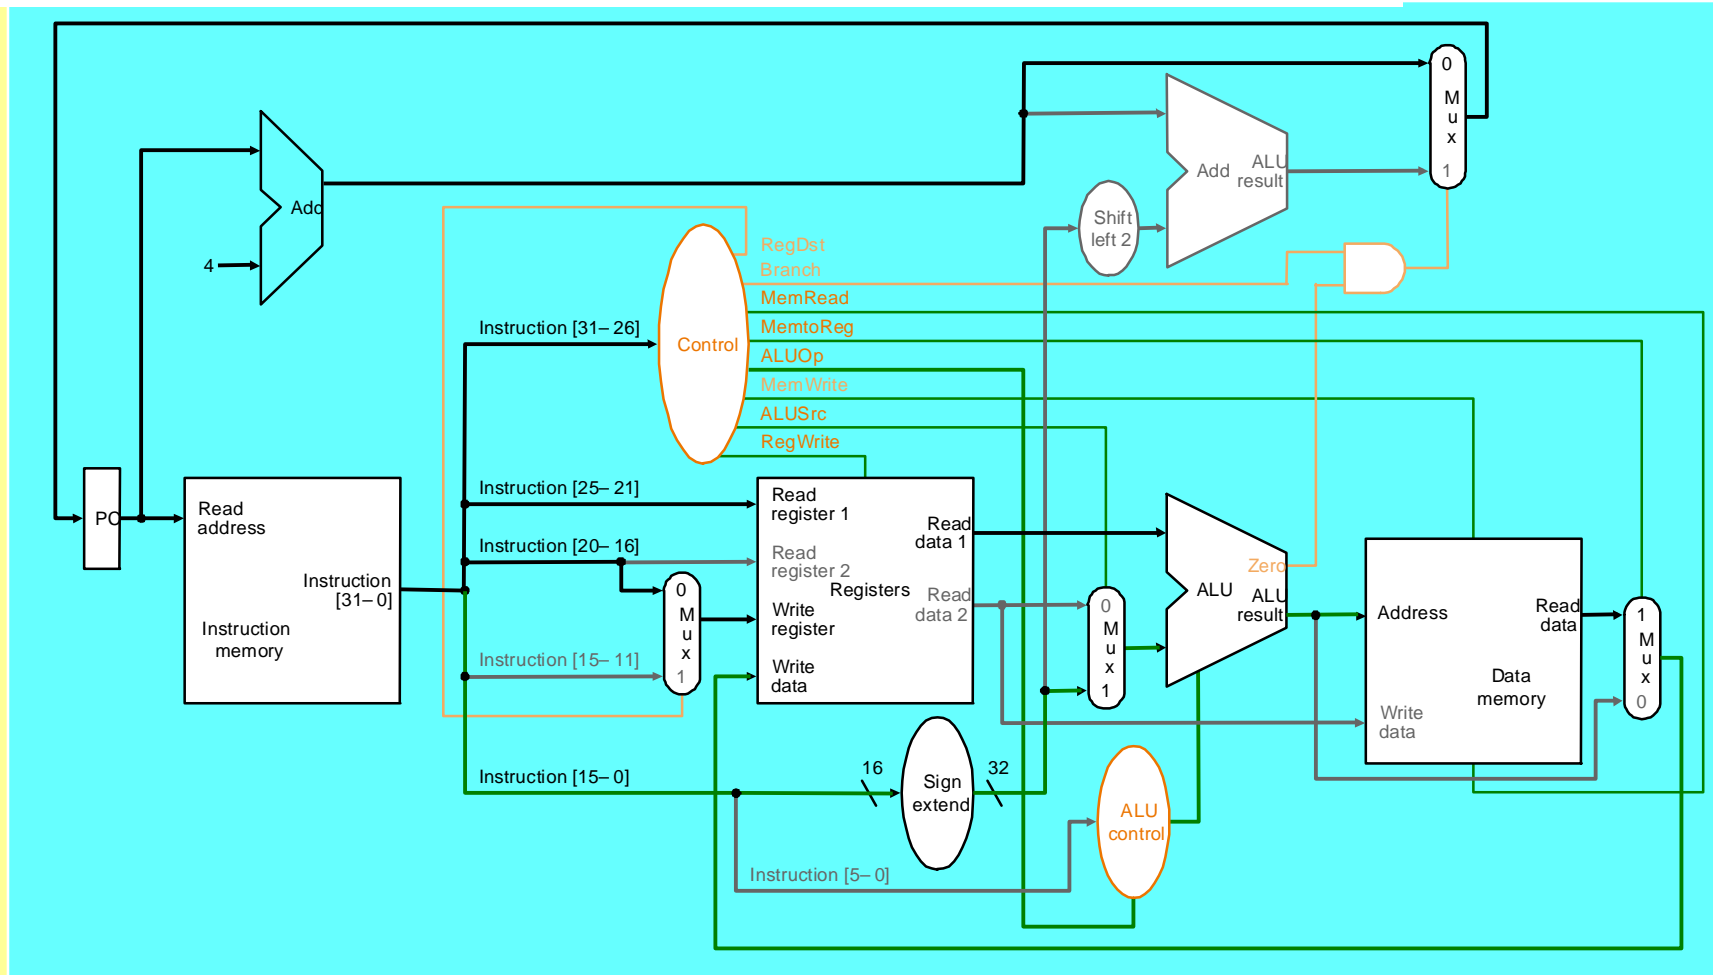 0
M
u
x
1
Add
ALU
result
Shift
left 2
Add
4
RegDst
Branch
MemRead
MemtoReg
ALUOp
MemWrite
ALUSrc
RegWrite
Control
Instruction [31–26]
Instruction [25–21]
Instruction [20–16]
Instruction [15–11]
Instruction [15–0]
Instruction [5–0]
PC
Read
address
Instruction
[31–0]
Instruction
memory
0
M
u
x
1
Read
register 1
Read
register 2
Write
register
Write
data
Registers
Read
data 1
Read
data 2
0
M
u
x
1
Zero
ALU
ALU
result
Address
Read
data
Data
memory
Write
data
1
M
u
x
0
16
32
Sign
extend
ALU
control